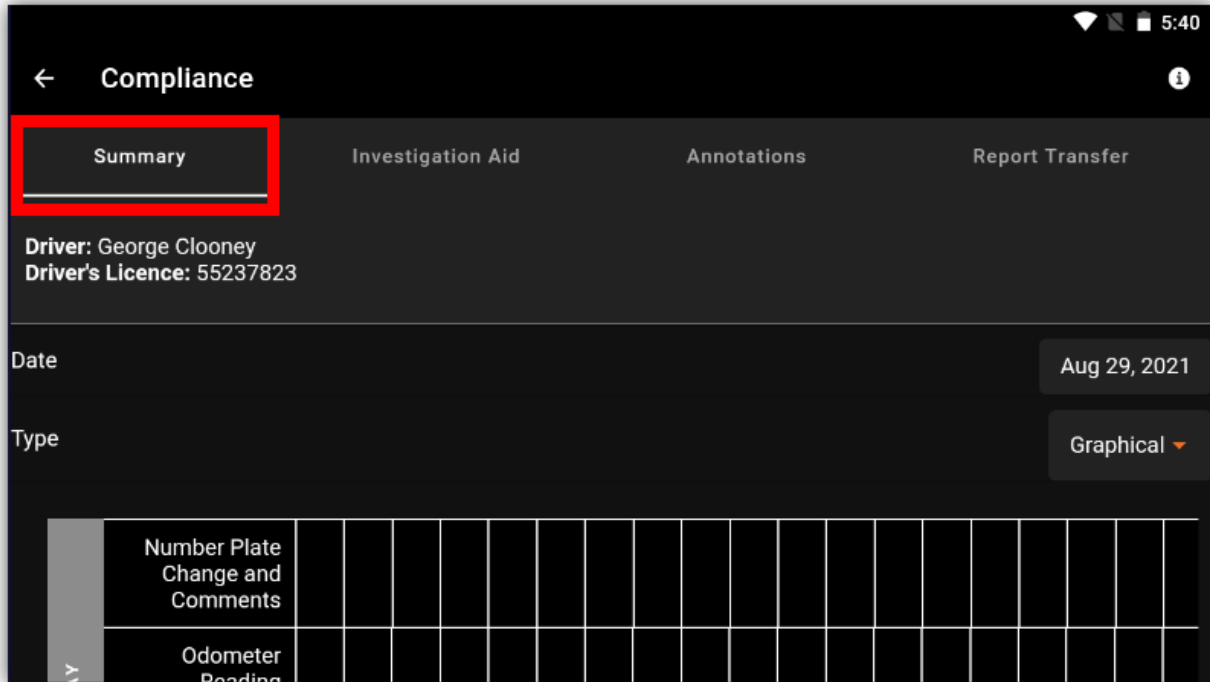 5:40
Compliance
Summary Investigation Aid Annotations Report Transfer
Driver: George Clooney
Driver's Licence: 55237823
Date
Aug 29, 2021
Type
Graphical
Number Plate
Change and
Comments
Odometer
Reading